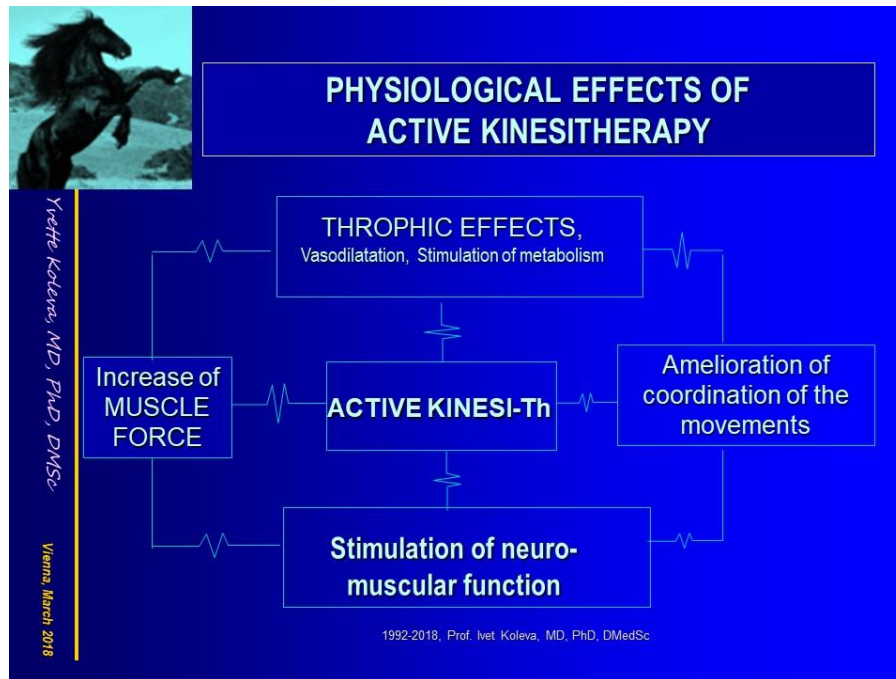 PHYSIOLOGICAL EFFECTS OF
ACTIVE KINESITHERAPY
THROPHIC EFFECTS,
Vasodilatation, Stimulation of metabolism
Increase of
MUSCLE
FORCE
ACTIVE KINESI-Th
Amelioration of
coordination of the
movements
Stimulation of neuro-
muscular function
1992-2018, Prof. Ivet Koleva, MD, PhD, DMedSc
Yvette Koleva, MD, PhD, DMSc
Vienna, March 2018